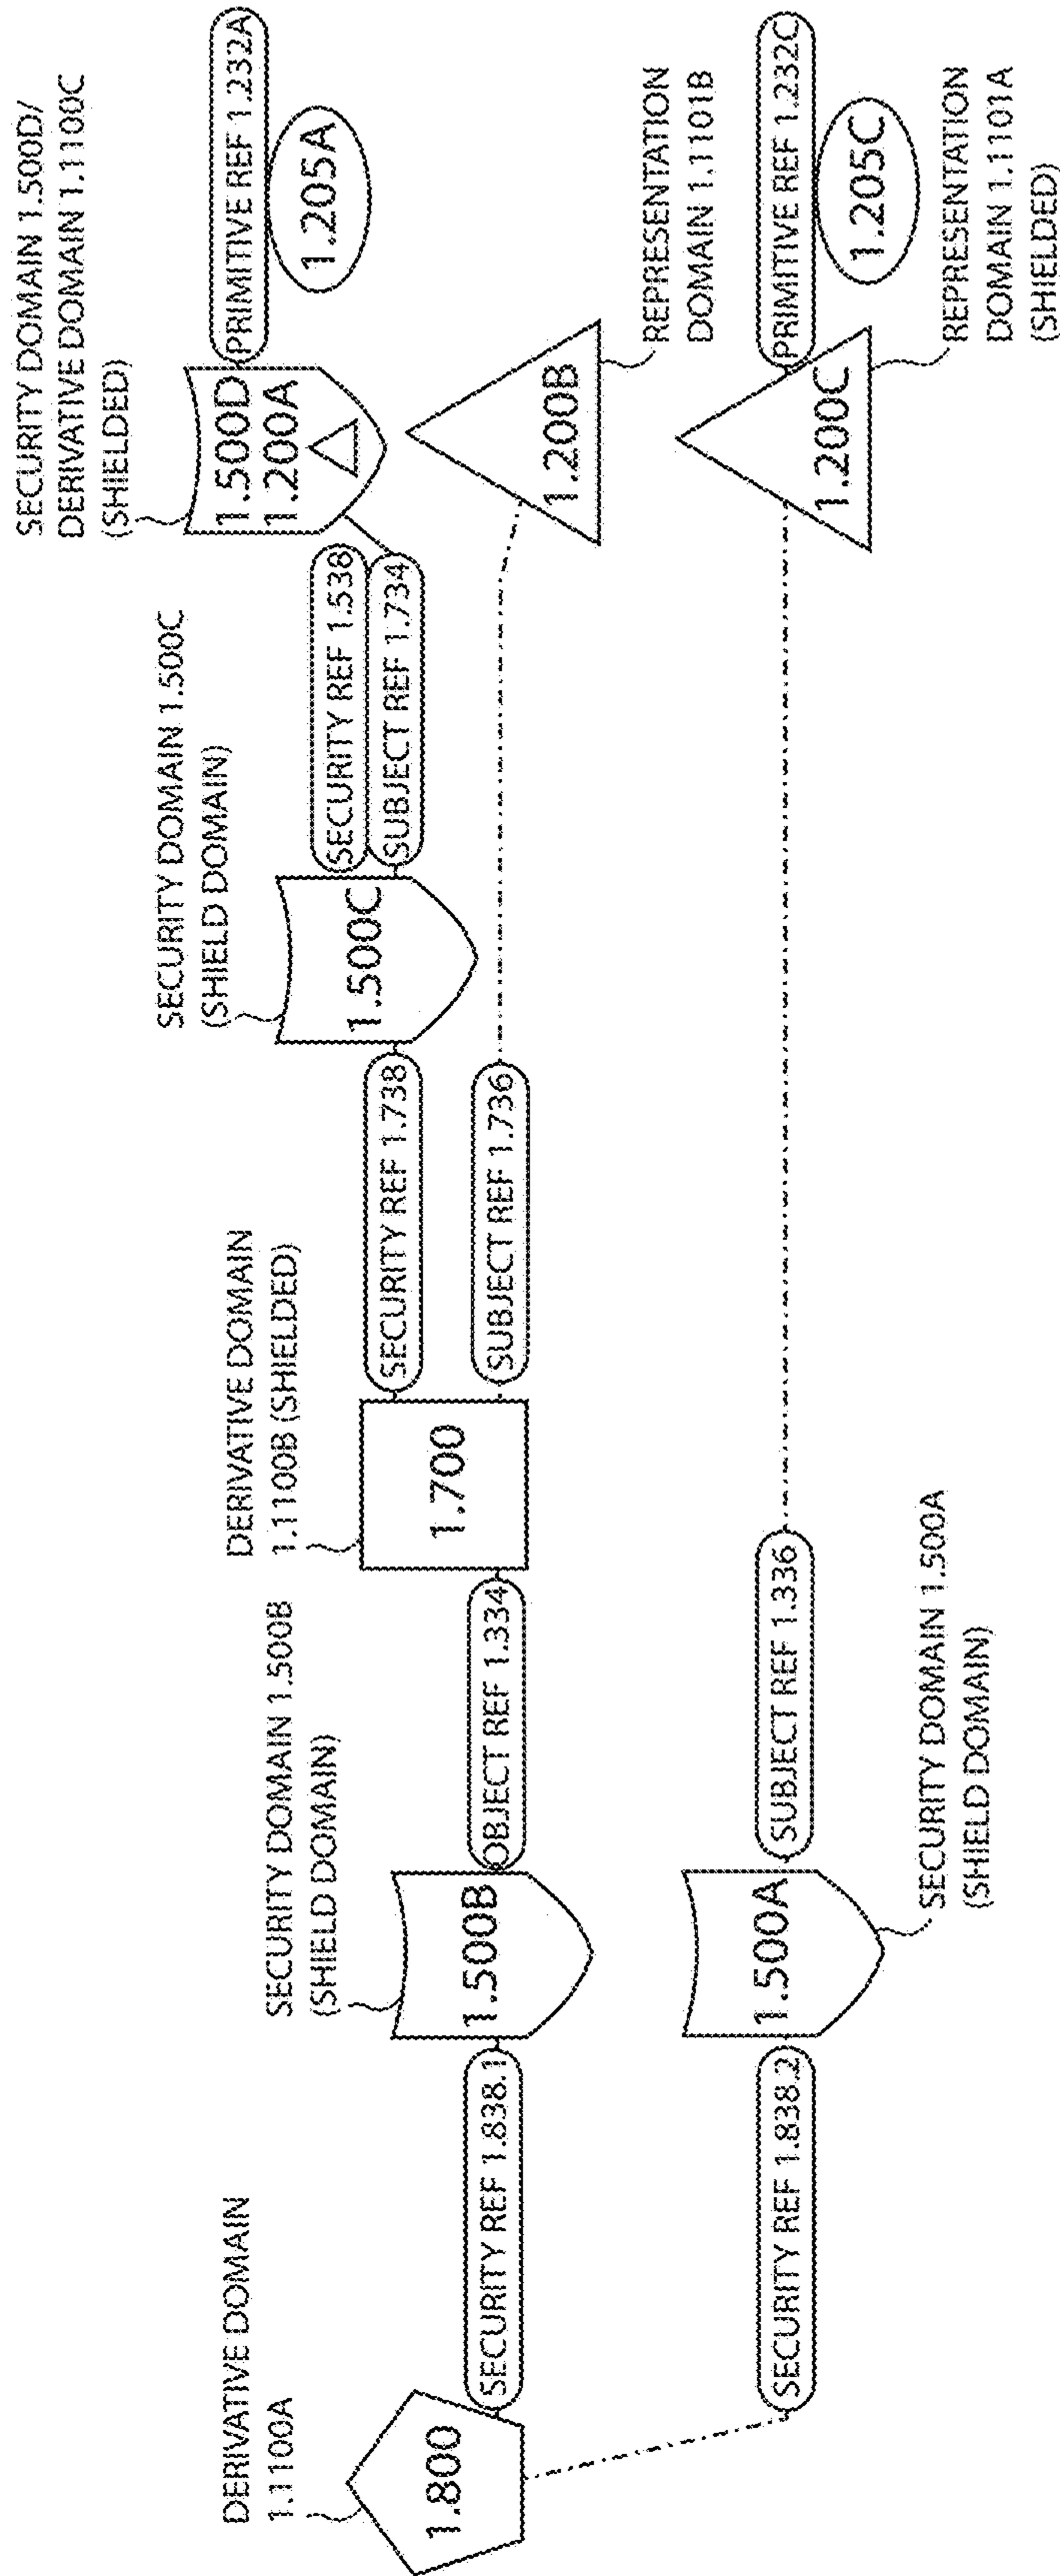 DERIVATIVE DOMAIN
1.1100A
1.800
SECURITY REF 1.838.1
SECURITY REF 1.838.2
SECURITY DOMAIN 1.500B
(SHIELD DOMAIN)
1.500B
OBJECT REF 1.334
1.500A
SUBJECT REF 1.336
SECURITY DOMAIN 1.500A
(SHIELD DOMAIN)
DERIVATIVE DOMAIN
1.1100B (SHIELDED)
1.700
SECURITY REF 1.738
SUBJECT REF 1.736
SECURITY DOMAIN 1.500C
(SHIELD DOMAIN)
1.500C
SECURITY REF 1.538
SUBJECT REF 1.734
SECURITY DOMAIN 1.500D/
DERIVATIVE DOMAIN 1.1100C
(SHIELDED)
1.500D
1.200A
PRIMITIVE REF 1.232A
1.205A
1.200B
REPRESENTATION
DOMAIN 1.1101B
1.200C
PRIMITIVE REF 1.232C
1.205C
REPRESENTATION
DOMAIN 1.1101A
(SHIELDED)